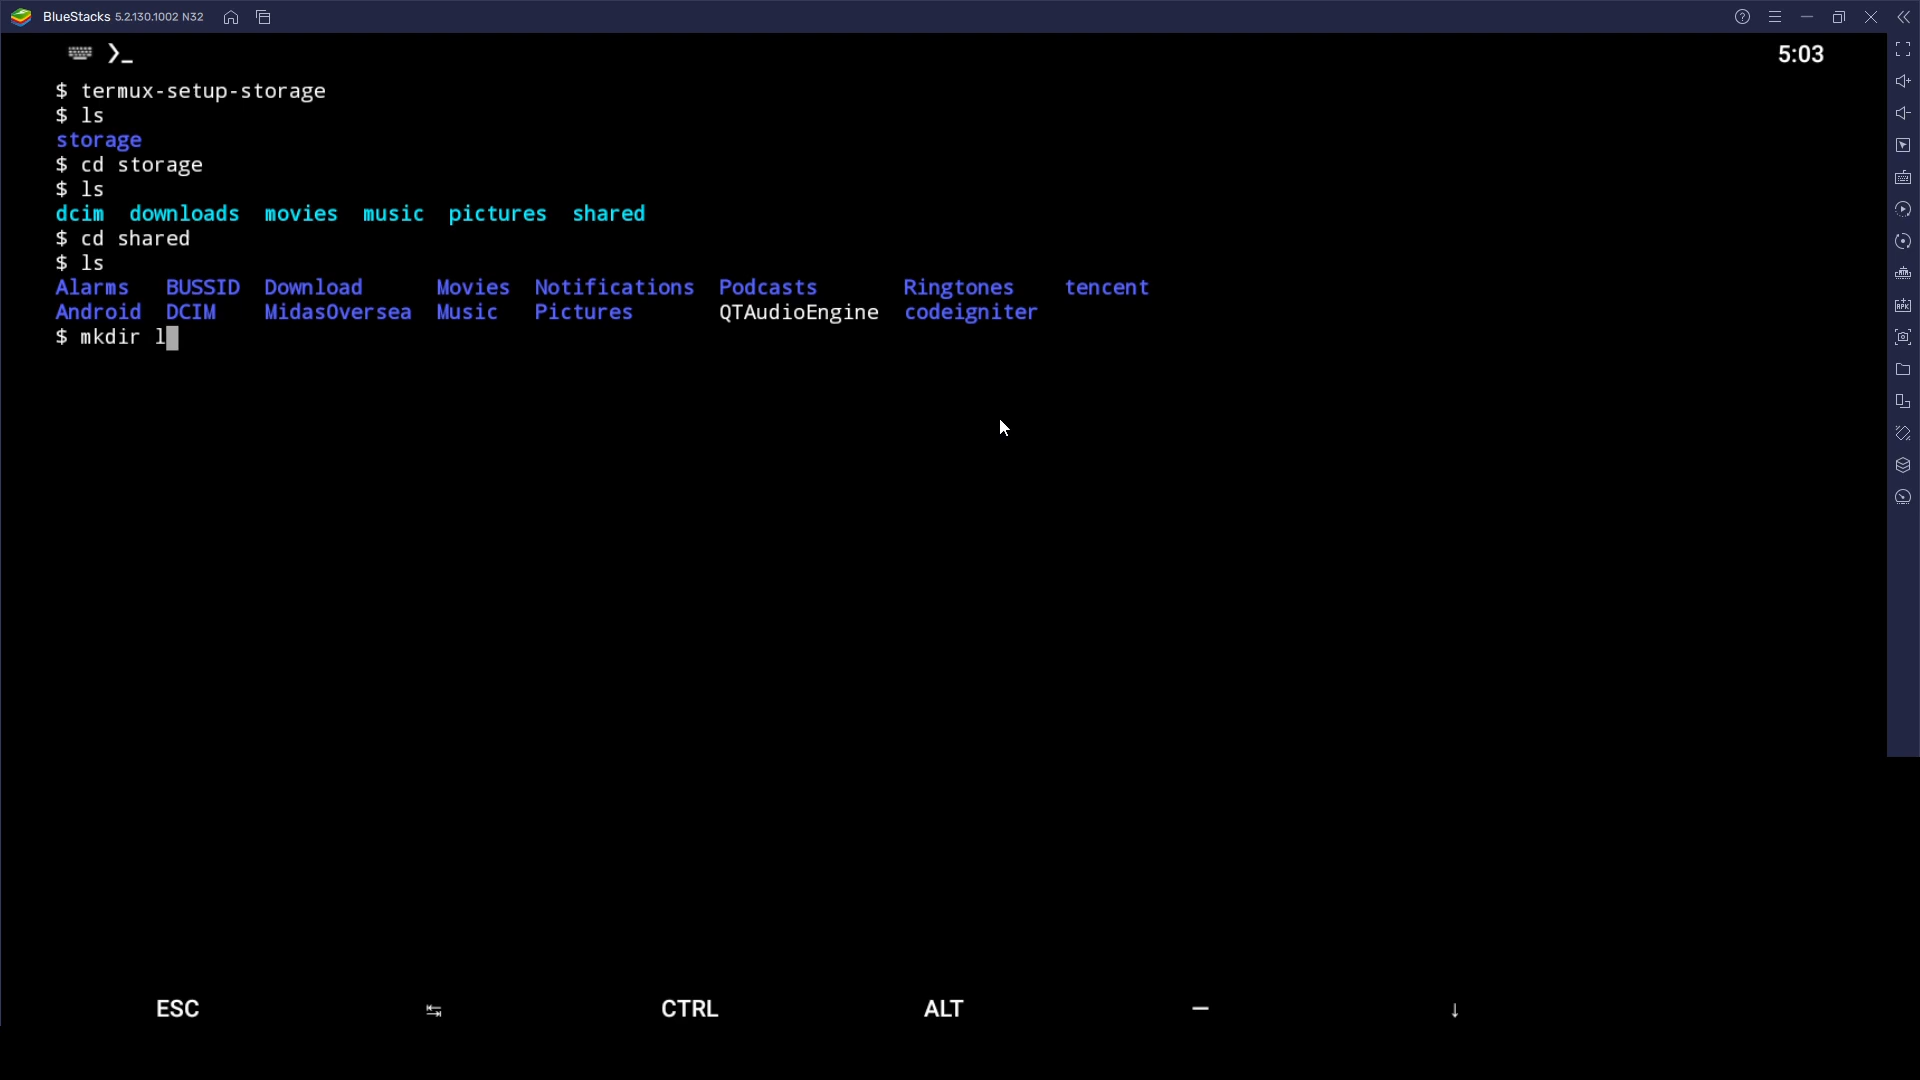 BlueStacks 5.2.130.1002 N32
5:03
$ termux-setup-storage
$ ls
storage
$ cd storage
$ ls
dcim downloads movies music pictures shared
$ cd shared
$ ls
Alarms BUSSID Download Movies Notifications Podcasts Ringtones tencent
Android DCIM MidasOversea Music Pictures QTAudioEngine codeigniter
$ mkdir l
ESC CTRL ALT